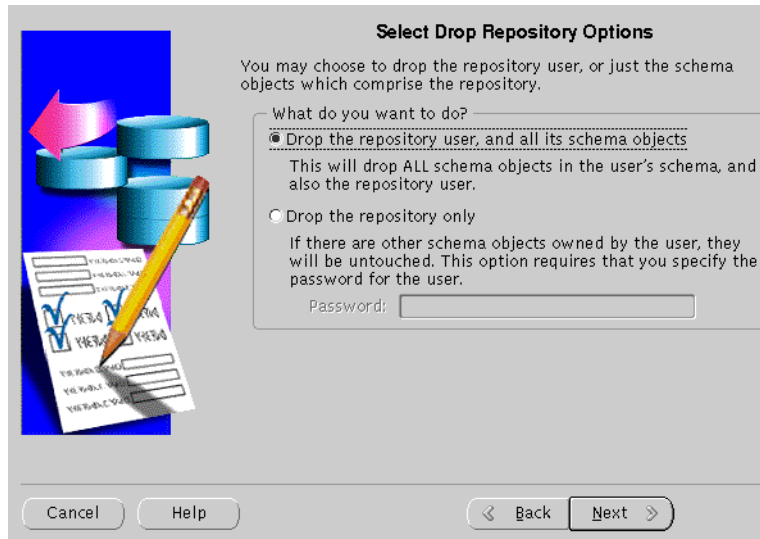 Select Drop Repository Options
You may choose to drop the repository user, or just the schema
objects which comprise the repository.
What do you want to do?
Drop the repository user, and all its schema objects
This will drop ALL schema objects in the user's schema, and
also the repository user.
Drop the repository only
If there are other schema objects owned by the user, they
will be untouched. This option requires that you specify the
password for the user.
Password:
Cancel Help Back Next